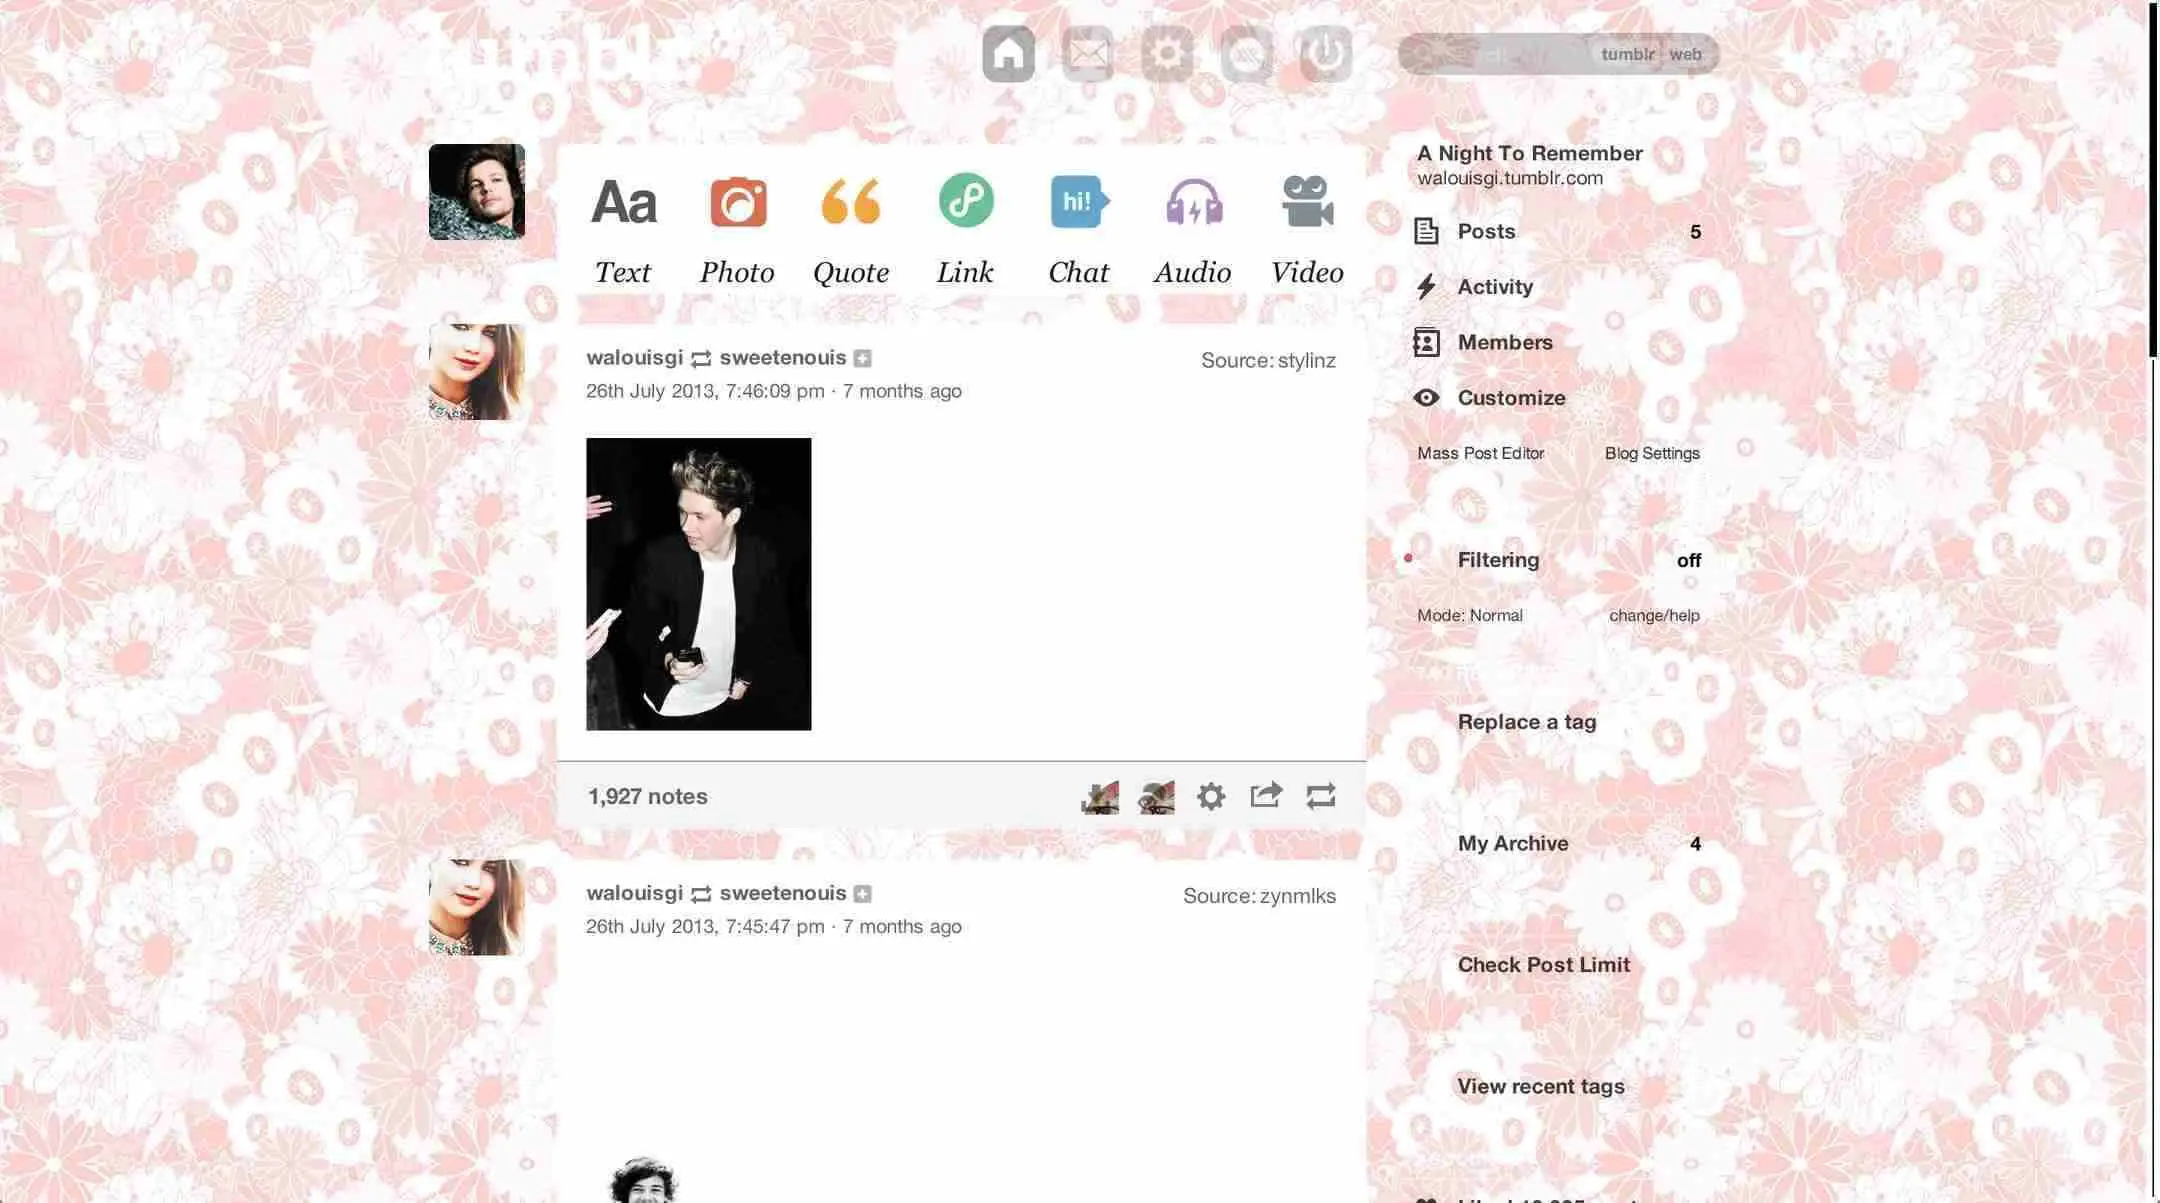 tumblr
tumblr web
Aa
hi!
Text Photo Quote Link Chat Audio Video
A Night To Remember
walouisgi.tumblr.com
Posts 5
Activity
Members
Customize
Mass Post Editor Blog Settings
Filtering off
Mode: Normal change/help
Replace a tag
My Archive 4
Check Post Limit
View recent tags
walouisgi sweetenouis
Source: stylinz
26th July 2013, 7:46:09 pm · 7 months ago
1,927 notes
walouisgi sweetenouis
Source: zynmlks
26th July 2013, 7:45:47 pm · 7 months ago